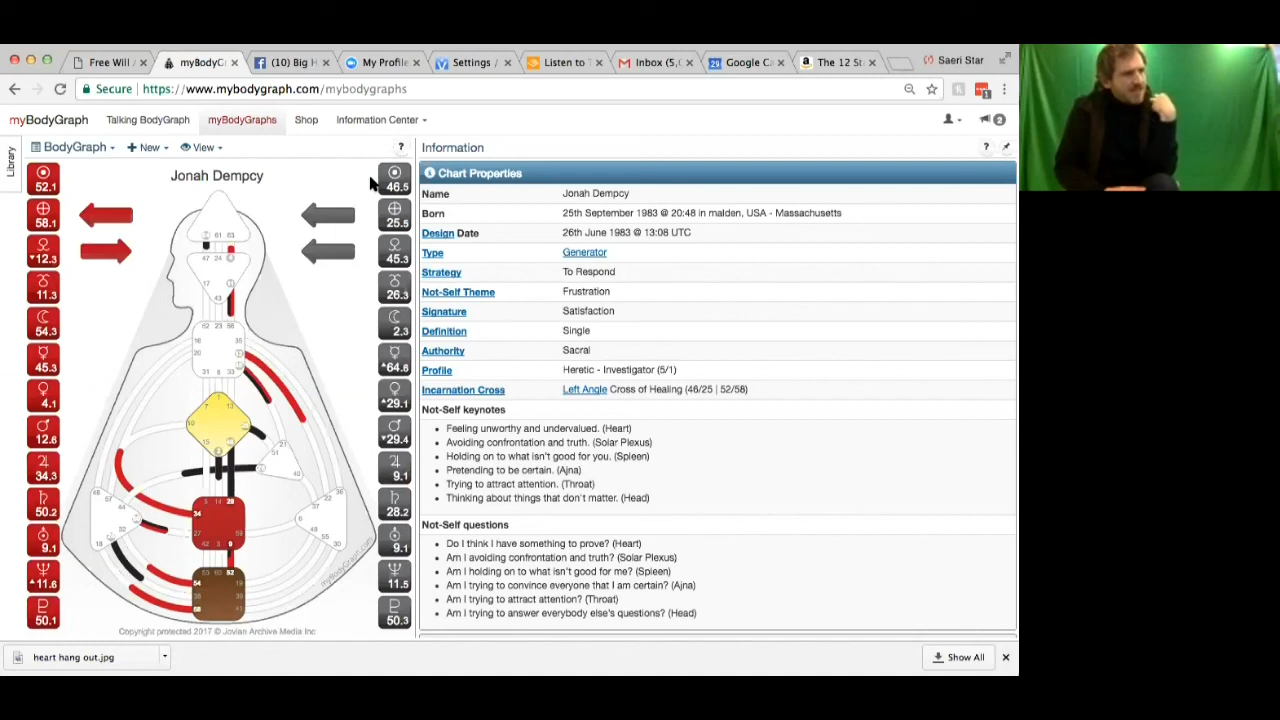 Free Will /
myBodyG
(10) Big H
My Profile
Settings /
Listen to T
Inbox (5,
Google Ca
The 12 St
Saeri Star
Secure
https://www.mybodygraph.com/mybodygraphs
myBodyGraph
Talking BodyGraph
myBodyGraphs
Shop
Information Center
2
Library
BodyGraph
New
View
?
Information
?
Jonah Dempcy
52.1
58.1
12.3
11.3
54.3
45.3
4.1
12.6
34.3
50.2
9.1
11.6
50.1
46.5
25.5
45.3
26.3
2.3
64.6
29.1
29.4
9.1
28.2
9.1
11.5
50.3
Copyright protected 2017 © Jovian Archive Media Inc
Chart Properties
Name Jonah Dempcy
Born 25th September 1983 @ 20:48 in malden, USA - Massachusetts
Design Date 26th June 1983 @ 13:08 UTC
Type Generator
Strategy To Respond
Not-Self Theme Frustration
Signature Satisfaction
Definition Single
Authority Sacral
Profile Heretic - Investigator (5/1)
Incarnation Cross Left Angle Cross of Healing (46/25 | 52/58)
Not-Self keynotes
Feeling unworthy and undervalued. (Heart)
Avoiding confrontation and truth. (Solar Plexus)
Holding on to what isn't good for you. (Spleen)
Pretending to be certain. (Ajna)
Trying to attract attention. (Throat)
Thinking about things that don't matter. (Head)
Not-Self questions
Do I think I have something to prove? (Heart)
Am I avoiding confrontation and truth? (Solar Plexus)
Am I holding on to what isn't good for me? (Spleen)
Am I trying to convince everyone that I am certain? (Ajna)
Am I trying to attract attention? (Throat)
Am I trying to answer everybody else's questions? (Head)
heart hang out.jpg
Show All